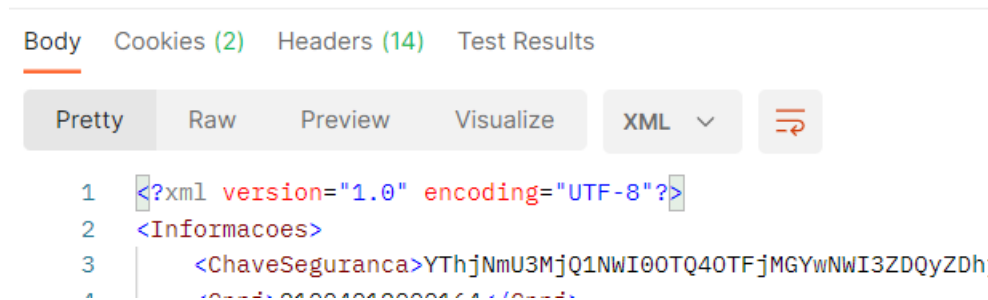 Body Cookies (2) Headers (14) Test Results
Pretty Raw Preview Visualize XML
1 <?xml version="1.0" encoding="UTF-8"?>
2 <Informacoes>
3 <ChaveSeguranca>YThjNmU3MjQ1NWI0OTQ4OTFjMGYwNWI3ZDQyZDh